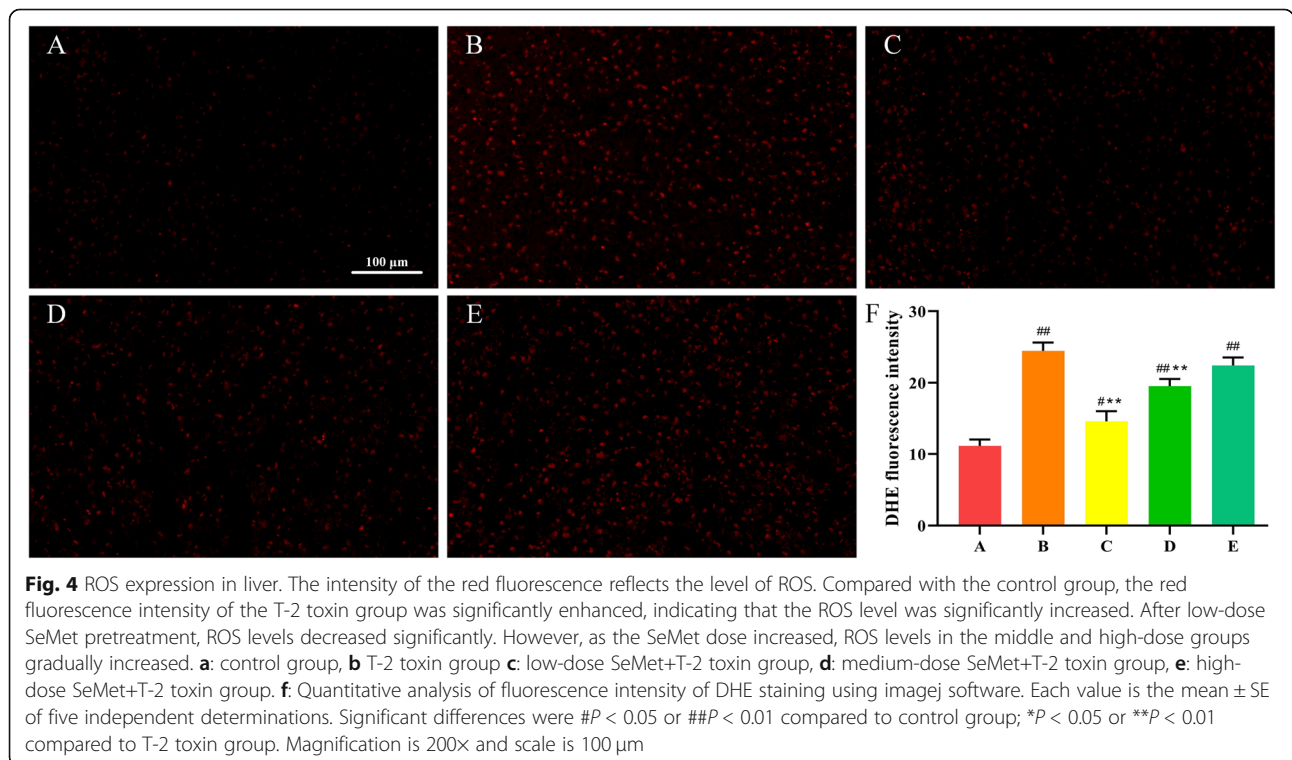 A
B
C
100 µm
D
E
F
DHE fluorescence intensity
30
20
10
0
##
#**
##**
##
A B C D E
Fig. 4 ROS expression in liver. The intensity of the red fluorescence reflects the level of ROS. Compared with the control group, the red
fluorescence intensity of the T-2 toxin group was significantly enhanced, indicating that the ROS level was significantly increased. After low-dose
SeMet pretreatment, ROS levels decreased significantly. However, as the SeMet dose increased, ROS levels in the middle and high-dose groups
gradually increased. a: control group, b T-2 toxin group c: low-dose SeMet+T-2 toxin group, d: medium-dose SeMet+T-2 toxin group, e: high-
dose SeMet+T-2 toxin group. f: Quantitative analysis of fluorescence intensity of DHE staining using imagej software. Each value is the mean ± SE
of five independent determinations. Significant differences were #P < 0.05 or ##P < 0.01 compared to control group; *P < 0.05 or **P < 0.01
compared to T-2 toxin group. Magnification is 200× and scale is 100 µm